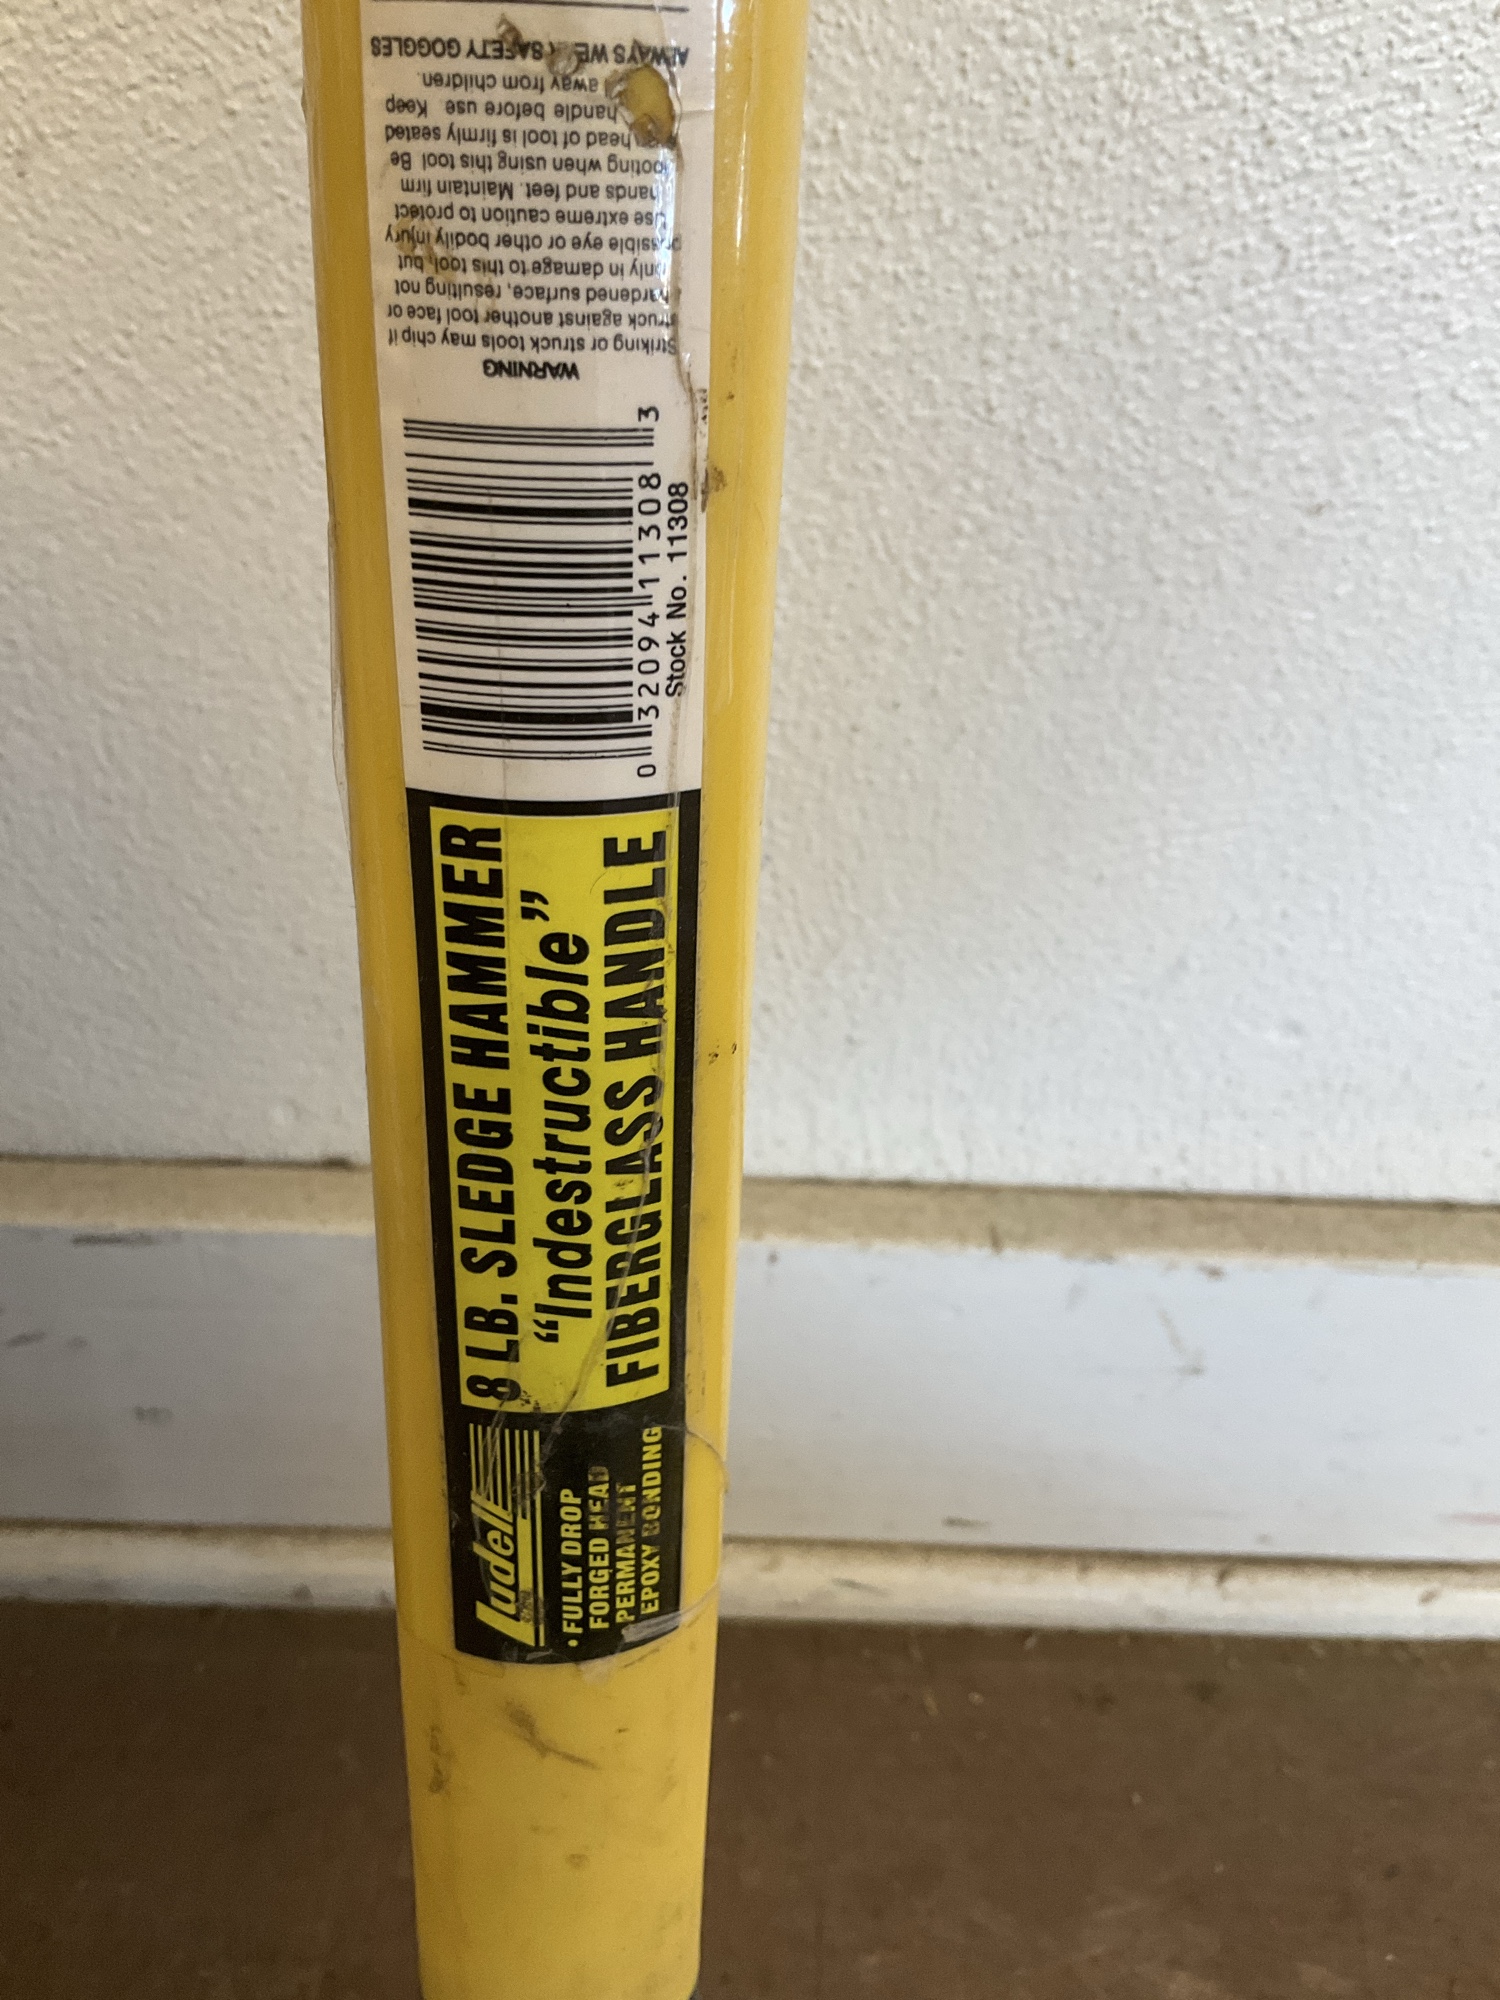 Ludell
• FULLY DROP
FORGED HEAD
PERMANENT
EPOXY BONDING
8 LB. SLEDGE HAMMER
“Indestructible”
FIBERGLASS HANDLE
0 32094 11308 3
Stock No. 11308
WARNING
Striking or struck tools may chip if
struck against another tool face or
hardened surface, resulting not
only in damage to this tool, but
possible eye or other bodily injury
Use extreme caution to protect
hands and feet. Maintain firm
footing when using this tool Be
head of tool is firmly seated
handle before use Keep
away from children.
ALWAYS WEAR SAFETY GOGGLES